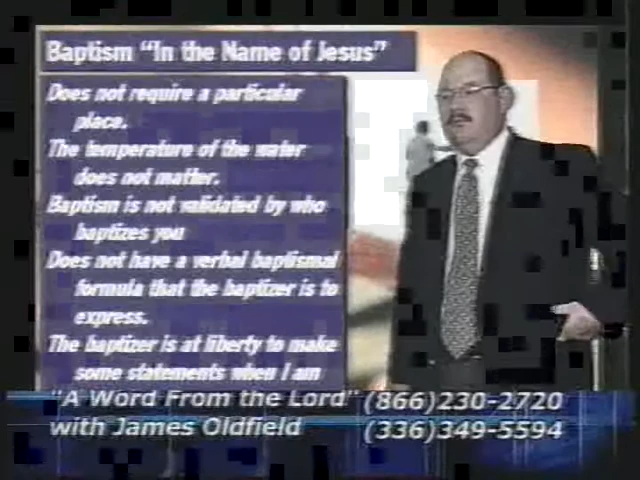 Baptism “In the Name of Jesus”
Does not require a particular
place.
The temperature of the water
does not matter.
Baptism is not validated by who
baptizes you
Does not have a verbal baptismal
formula that the baptizer is to
express.
The baptizer is at liberty to make
some statements when I am
"A Word From the Lord" (866)230-2720
with James Oldfield (336)349-5594